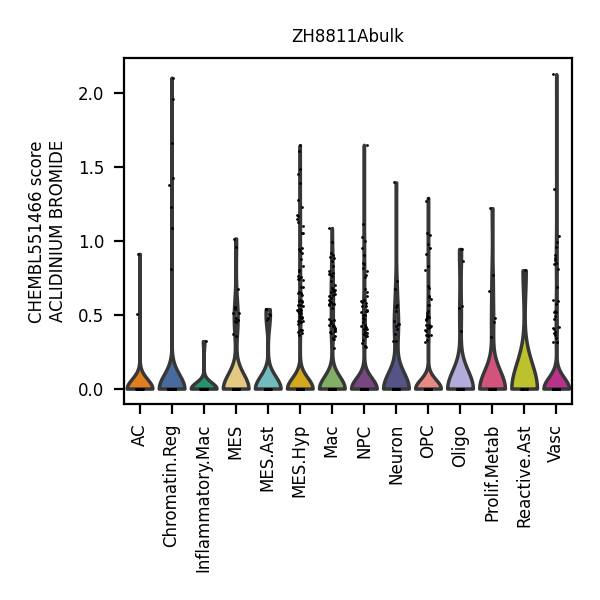 ZH8811Abulk
CHEMBL551466 score
ACLIDINIUM BROMIDE
2.0
1.5
1.0
0.5
0.0
AC
Chromatin.Reg
Inflammatory.Mac
MES
MES.Ast
MES.Hyp
Mac
NPC
Neuron
OPC
Oligo
Prolif.Metab
Reactive.Ast
Vasc